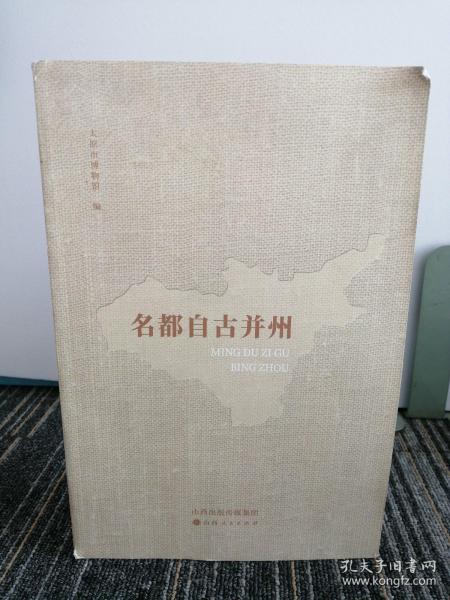 太原市博物馆 编
名都自古并州
MING DU ZI GU
BING ZHOU
山西出版传媒集团
山西人民出版社
孔夫子旧书网
www.kongfz.com